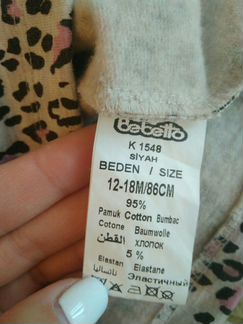 Bebetto
K 1548
SİYAH
BEDEN / SIZE
12-18M/86CM
95%
Pamuk Cotton Bumbac
Cotone Baumwolle
القطن ХЛОПОК
5 %
Elastan Elastane
Эластичный